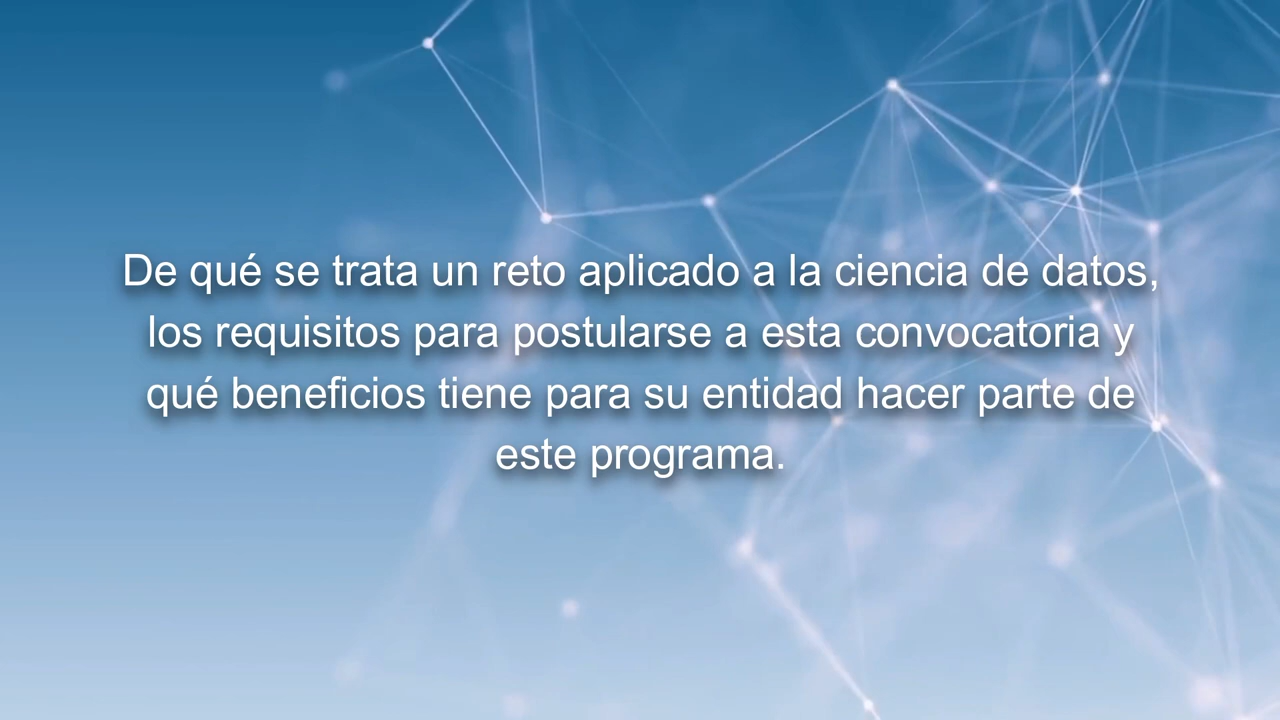 De qué se trata un reto aplicado a la ciencia de datos,
los requisitos para postularse a esta convocatoria y
qué beneficios tiene para su entidad hacer parte de
este programa.